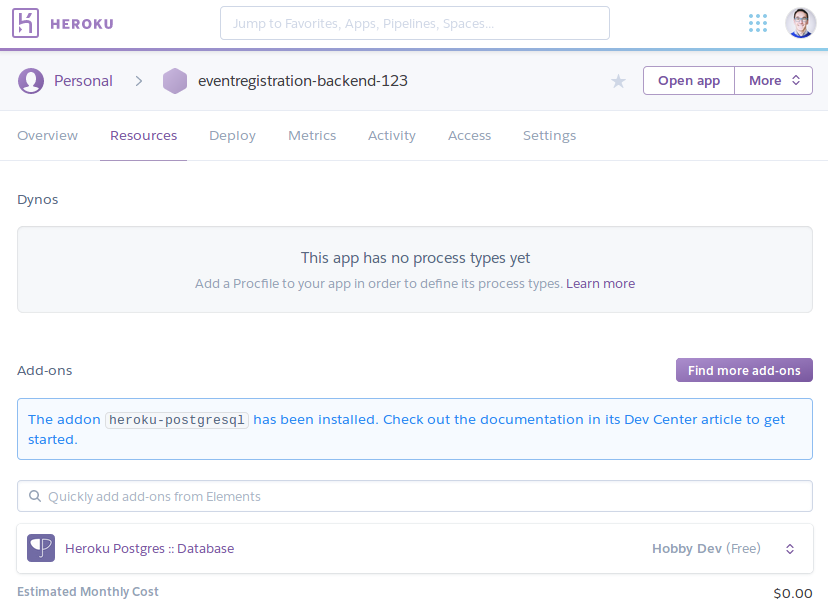 HEROKU
Jump to Favorites, Apps, Pipelines, Spaces...
Personal
eventregistration-backend-123
Open app
More
Overview
Resources
Deploy
Metrics
Activity
Access
Settings
Dynos
This app has no process types yet
Add a Procfile to your app in order to define its process types. Learn more
Add-ons
Find more add-ons
The addon heroku-postgresql has been installed. Check out the documentation in its Dev Center article to get
started.
Quickly add add-ons from Elements
Heroku Postgres :: Database
Hobby Dev (Free)
Estimated Monthly Cost
$0.00